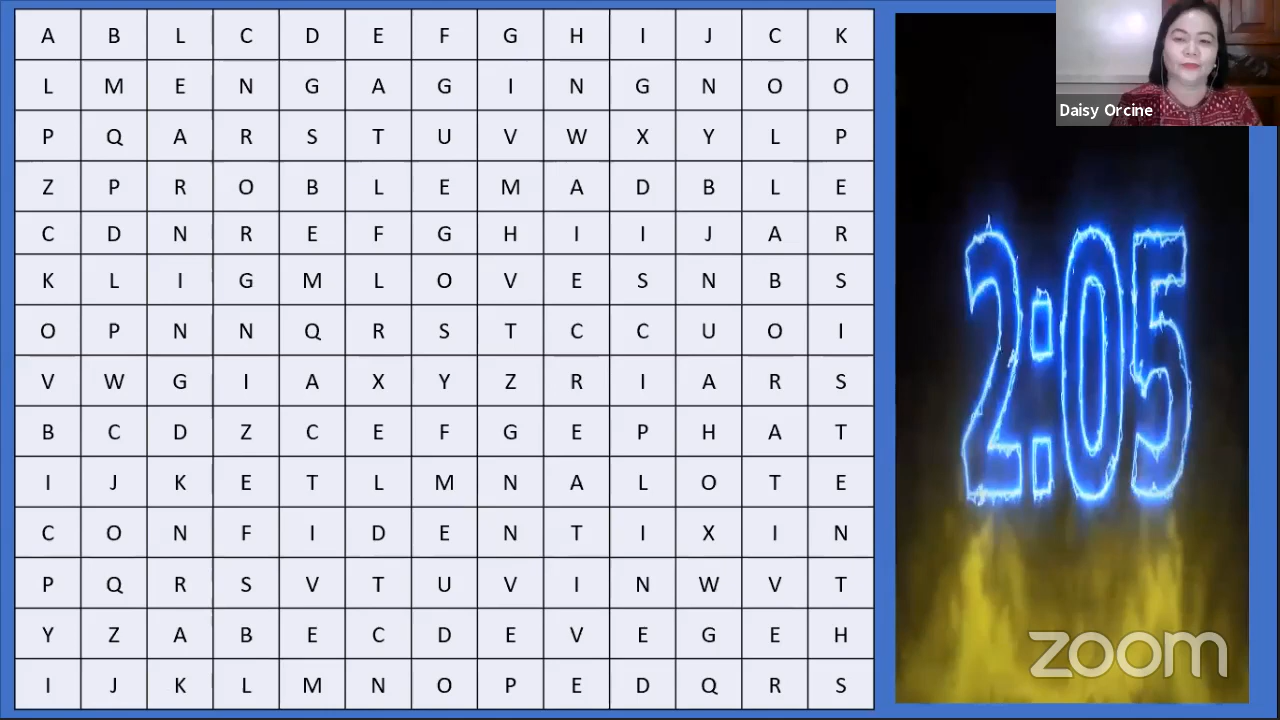 A B L C D E F G H I J C K
L M E N G A G I N G N O O
P Q A R S T U V W X Y L P
Z P R O B L E M A D B L E
C D N R E F G H I I J A R
K L I G M L O V E S N B S
O P N N Q R S T C C U O I
V W G I A X Y Z R I A R S
B C D Z C E F G E P H A T
I J K E T L M N A L O T E
C O N F I D E N T I X I N
P Q R S V T U V I N W V T
Y Z A B E C D E V E G E H
I J K L M N O P E D Q R S
Daisy Orcine
2:05
zoom